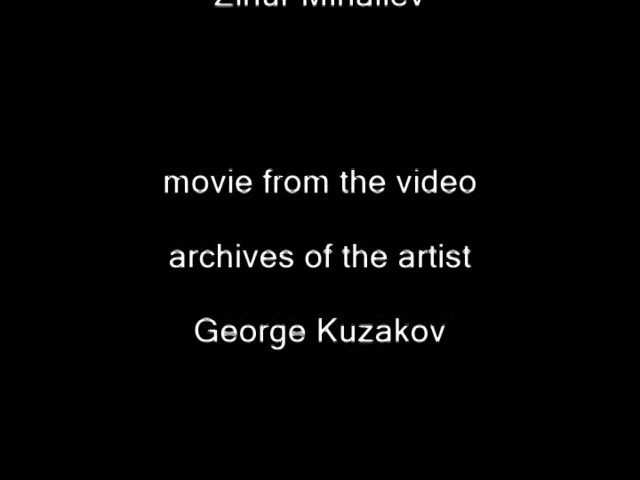 movie from the video
archives of the artist
George Kuzakov